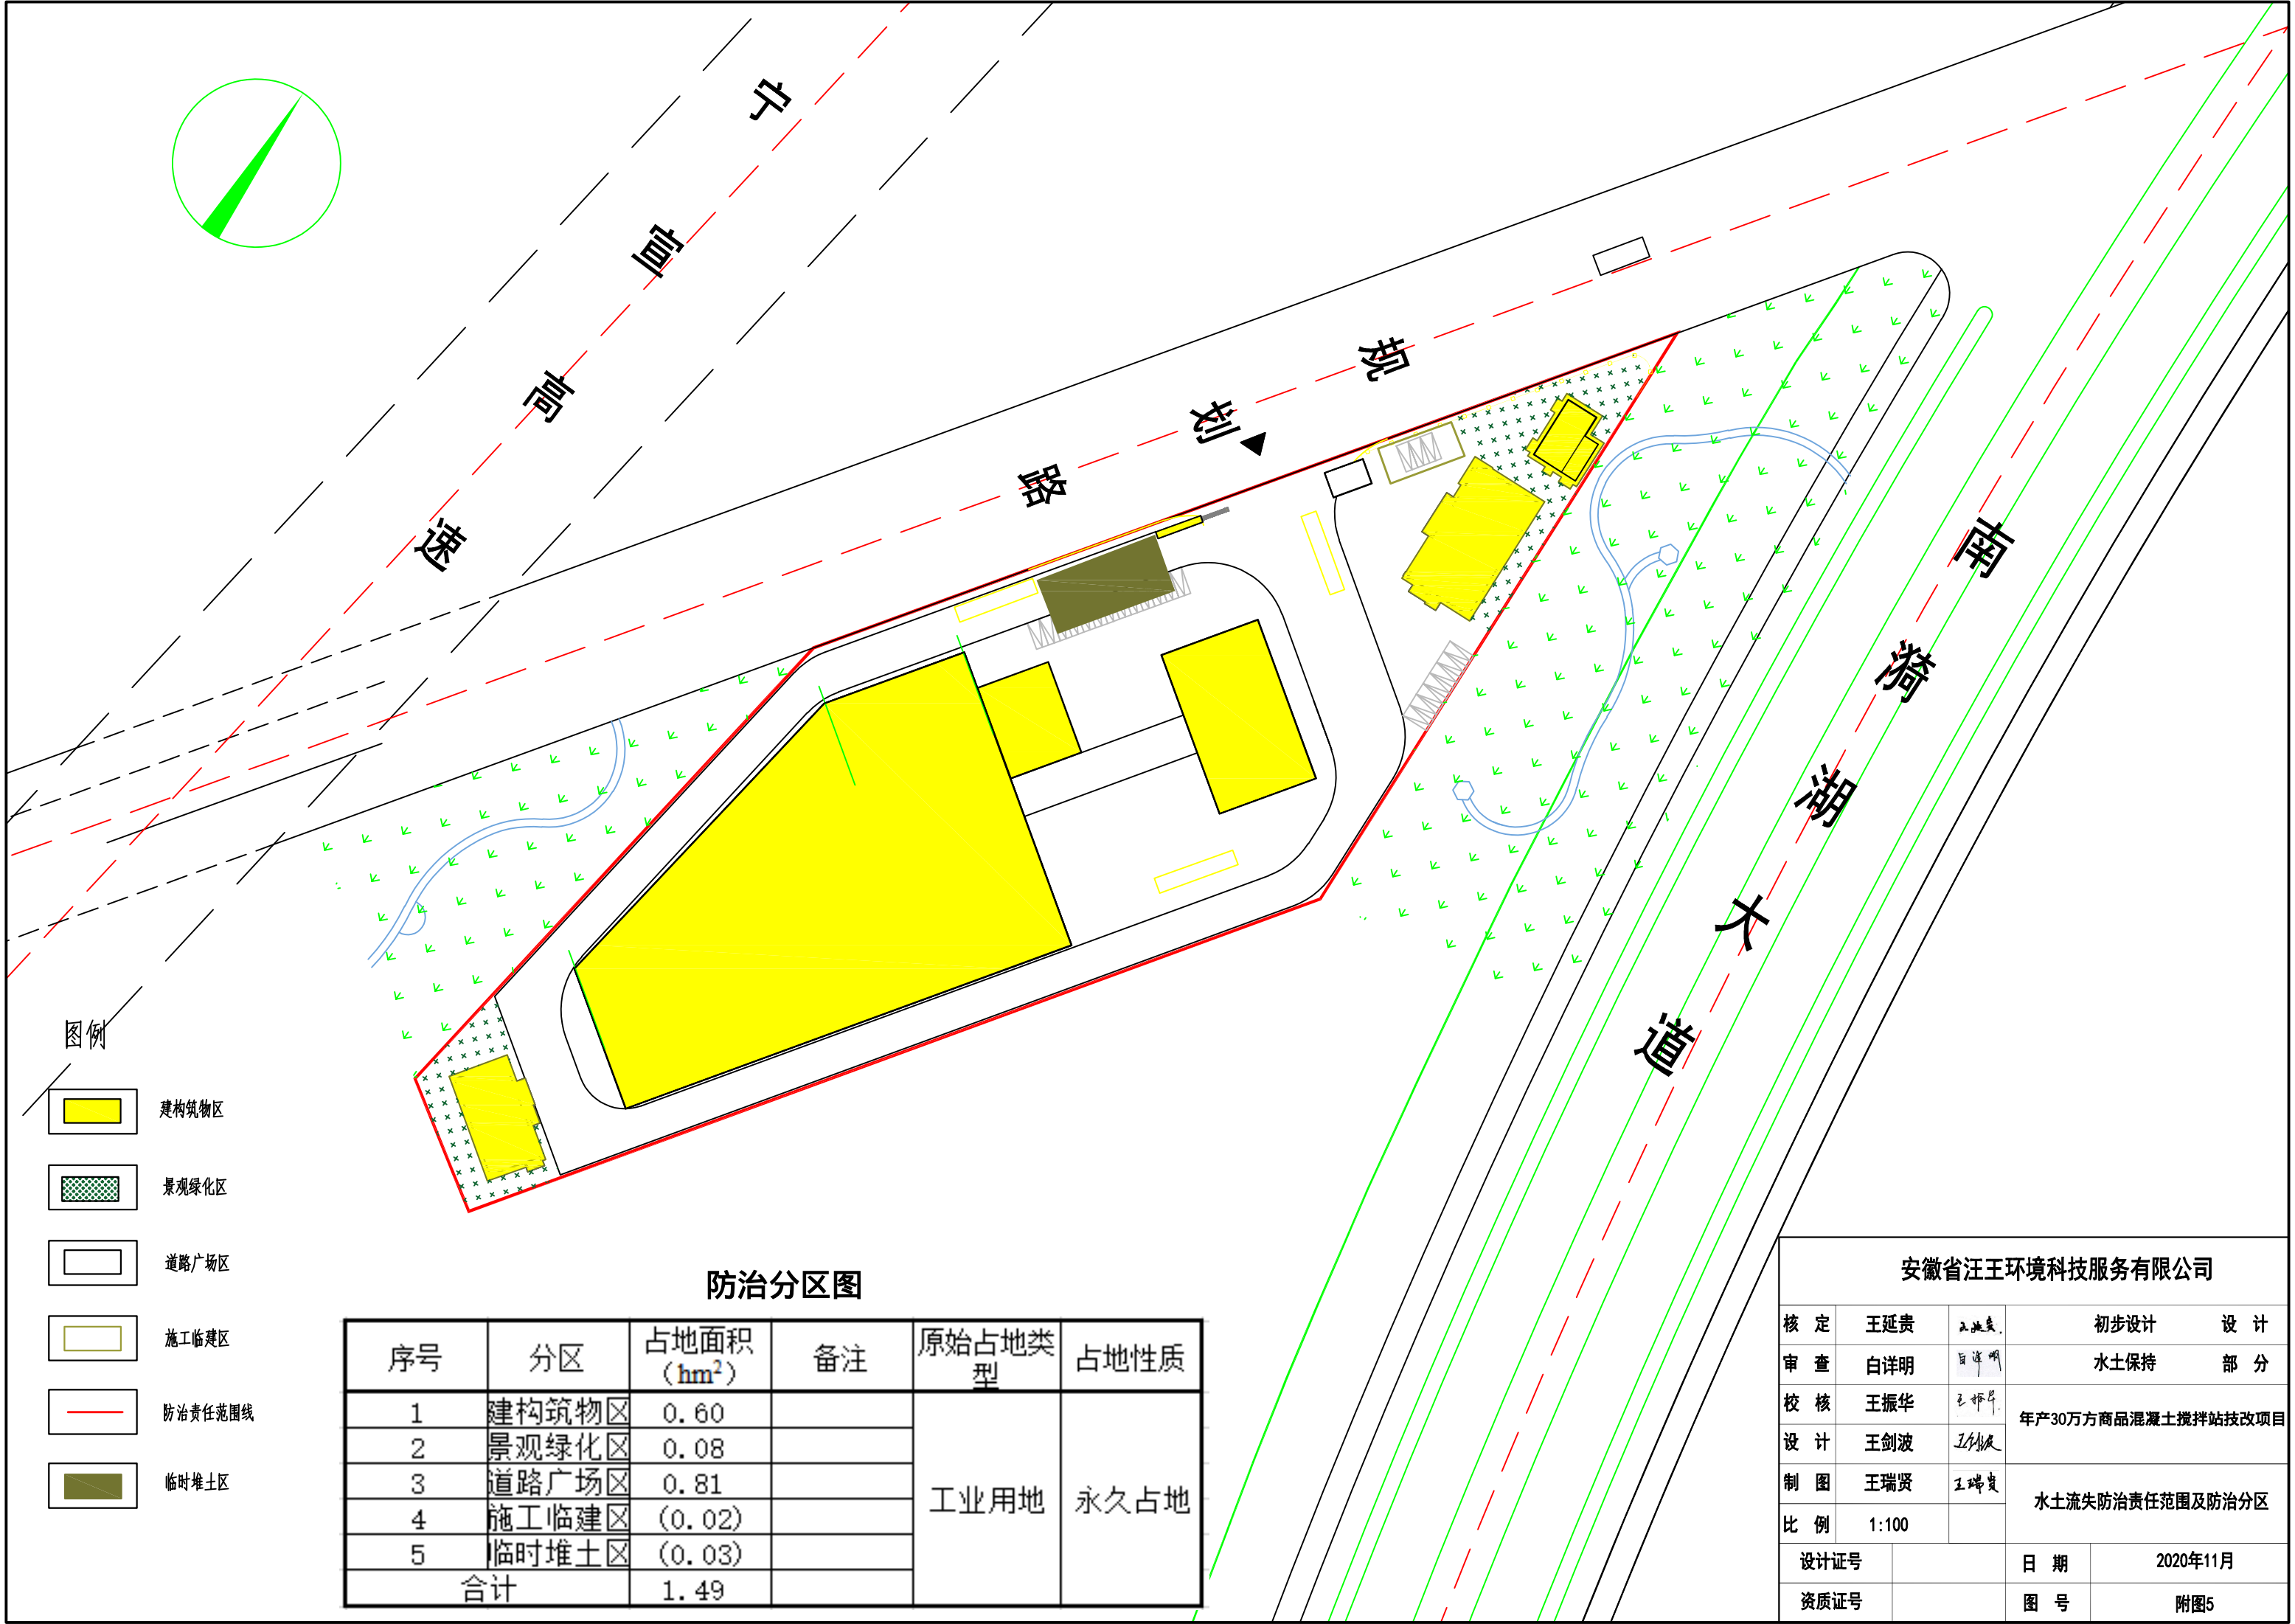 宁宣高速
规划路
南漪湖大道
图例
建构筑物区
景观绿化区
道路广场区
施工临建区
防治责任范围线
临时堆土区
防治分区图
序号 分区 占地面积（hm²） 备注 原始占地类型 占地性质
1 建构筑物区 0.60
2 景观绿化区 0.08
3 道路广场区 0.81
4 施工临建区 (0.02)
5 临时堆土区 (0.03)
合计 1.49
工业用地 永久占地
安徽省汪王环境科技服务有限公司
核 定 王延贵 初步设计 设 计
审 查 白详明 白详明 水土保持 部 分
校 核 王振华 王振华 年产30万方商品混凝土搅拌站技改项目
设 计 王剑波 王剑波
制 图 王瑞贤 王瑞贤 水土流失防治责任范围及防治分区
比 例 1:100
设计证号 日 期 2020年11月
资质证号 图 号 附图5